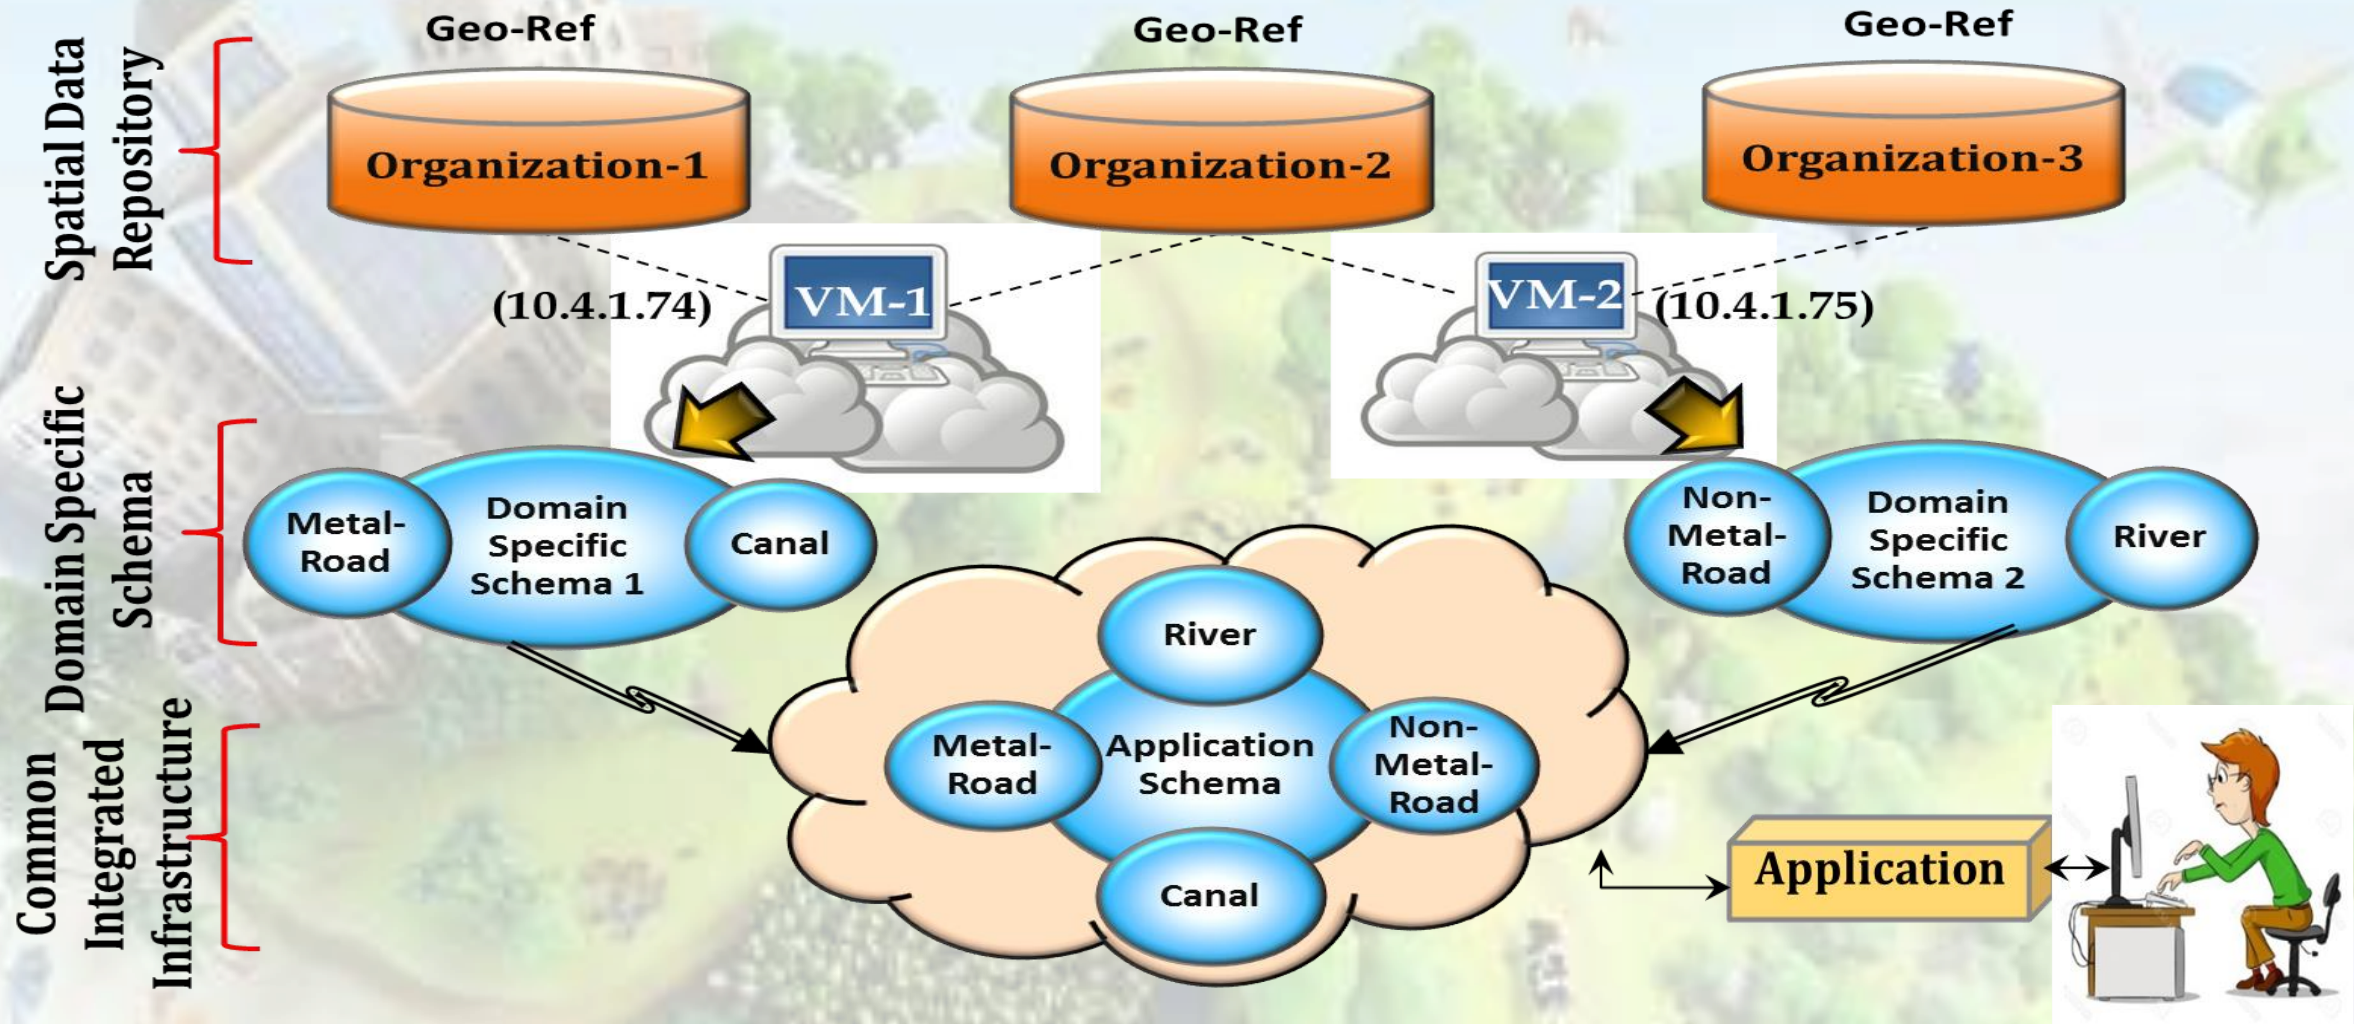 Geo-Ref
Geo-Ref
Geo-Ref
Spatial Data
Repository
Organization-1
Organization-2
Organization-3
(10.4.1.74)
VM-1
VM-2
(10.4.1.75)
Domain Specific
Schema
Metal-
Road
Domain
Specific
Schema 1
Canal
Non-
Metal-
Road
Domain
Specific
Schema 2
River
Common
Integrated
Infrastructure
River
Metal-
Road
Application
Schema
Non-
Metal-
Road
Canal
Application